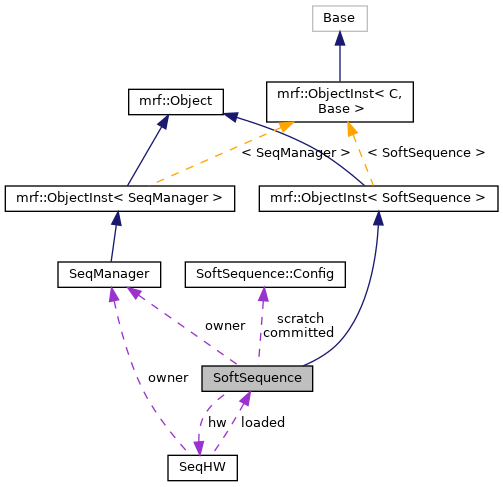 Base
mrf::ObjectInst< C,
Base >
mrf::Object
< SeqManager >
< SoftSequence >
mrf::ObjectInst< SeqManager >
mrf::ObjectInst< SoftSequence >
SeqManager
SoftSequence::Config
owner
scratch
committed
owner
SoftSequence
hw
loaded
SeqHW